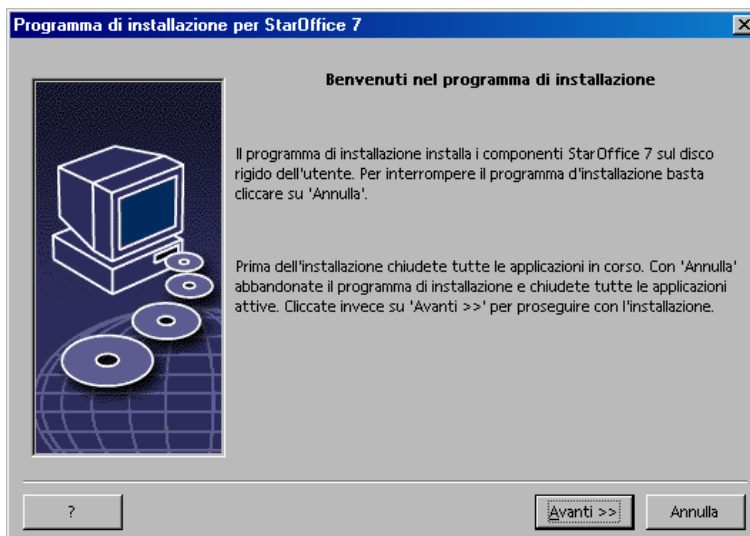 Programma di installazione per StarOffice 7
Benvenuti nel programma di installazione
Il programma di installazione installa i componenti StarOffice 7 sul disco
rigido dell'utente. Per interrompere il programma d'installazione basta
cliccare su 'Annulla'.
Prima dell'installazione chiudete tutte le applicazioni in corso. Con 'Annulla'
abbandonate il programma di installazione e chiudete tutte le applicazioni
attive. Cliccate invece su 'Avanti >>' per proseguire con l'installazione.
?
Avanti >>
Annulla